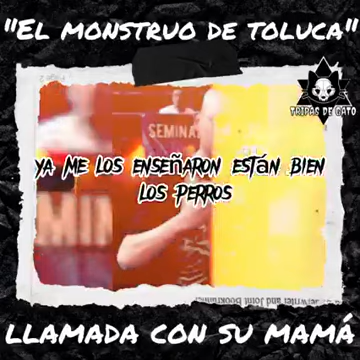 "El monstruo de toluca"
TRIPAS DE GATO
SEMINA
ya me los enseñaron están bien
los perros
llamada con su mamá